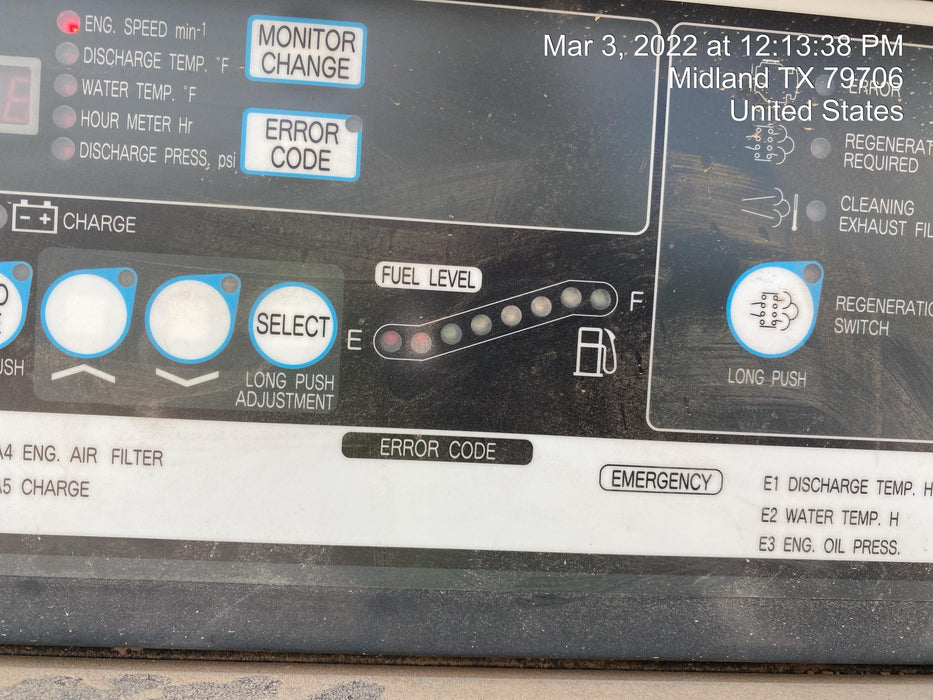 ENG. SPEED min-1
DISCHARGE TEMP. °F
WATER TEMP. °F
HOUR METER Hr
DISCHARGE PRESS. psi
MONITOR
CHANGE
ERROR
CODE
Mar 3, 2022 at 12:13:38 PM
Midland TX 79706
United States
ERROR
REGENERAT
REQUIRED
CLEANING
EXHAUST FIL
- +
CHARGE
FUEL LEVEL
E
F
SELECT
LONG PUSH
ADJUSTMENT
REGENERATIO
SWITCH
LONG PUSH
A4 ENG. AIR FILTER
A5 CHARGE
ERROR CODE
EMERGENCY
E1 DISCHARGE TEMP. H
E2 WATER TEMP. H
E3 ENG. OIL PRESS.